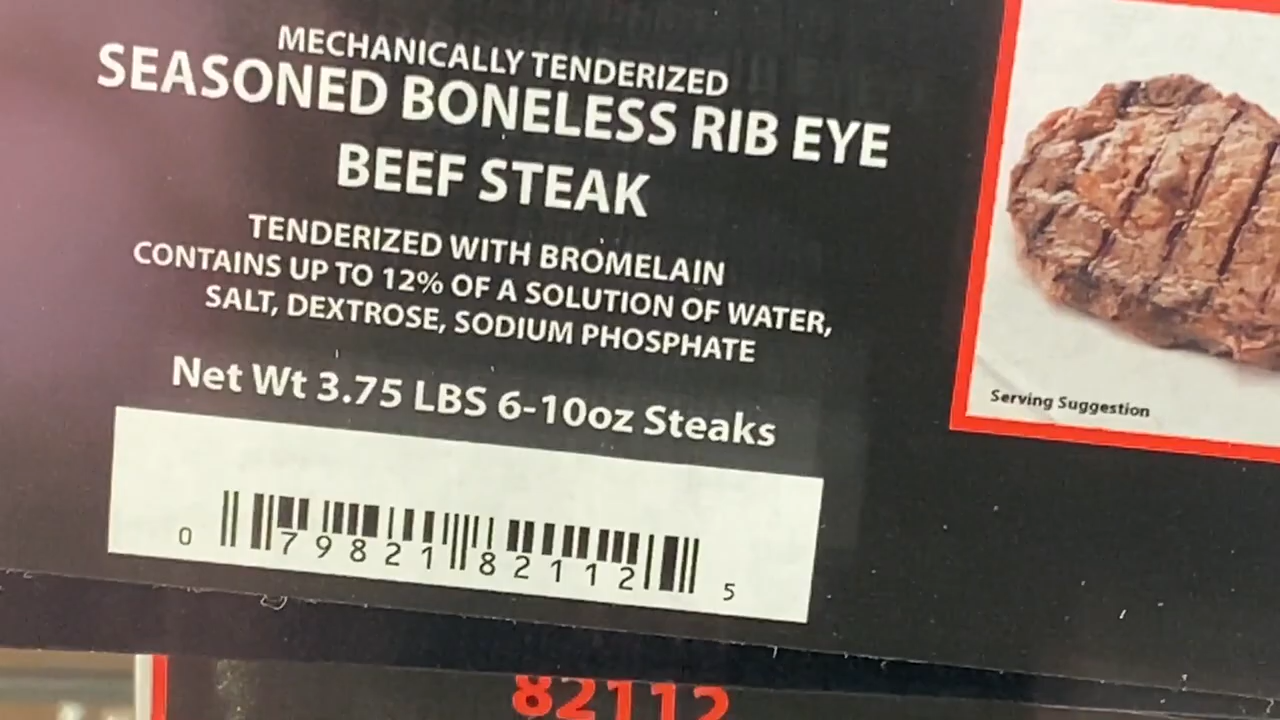 MECHANICALLY TENDERIZED
SEASONED BONELESS RIB EYE
BEEF STEAK
TENDERIZED WITH BROMELAIN
CONTAINS UP TO 12% OF A SOLUTION OF WATER,
SALT, DEXTROSE, SODIUM PHOSPHATE
Net Wt 3.75 LBS 6-10oz Steaks
Serving Suggestion
0 79821 82112 5
82112